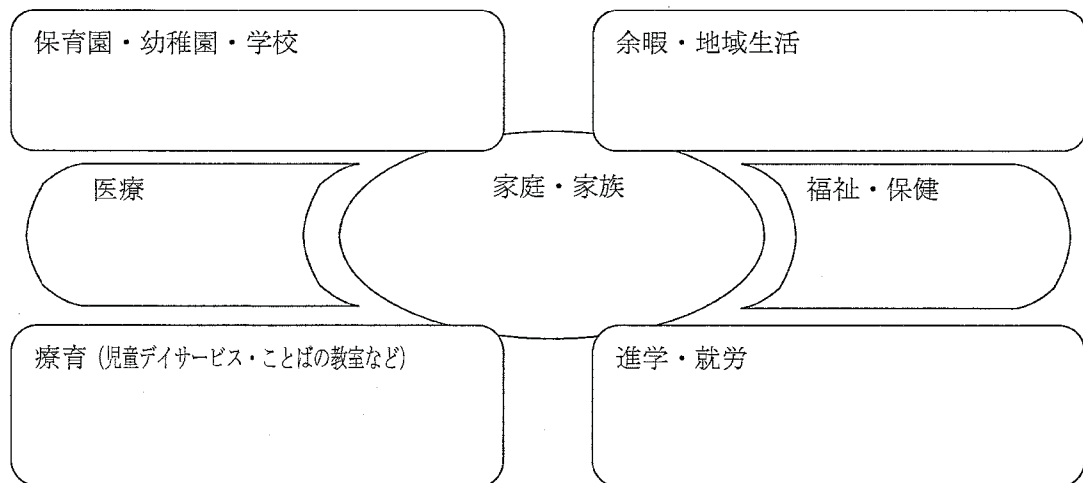 保育園・幼稚園・学校
余暇・地域生活
医療
家庭・家族
福祉・保健
療育（児童デイサービス・ことばの教室など）
進学・就労